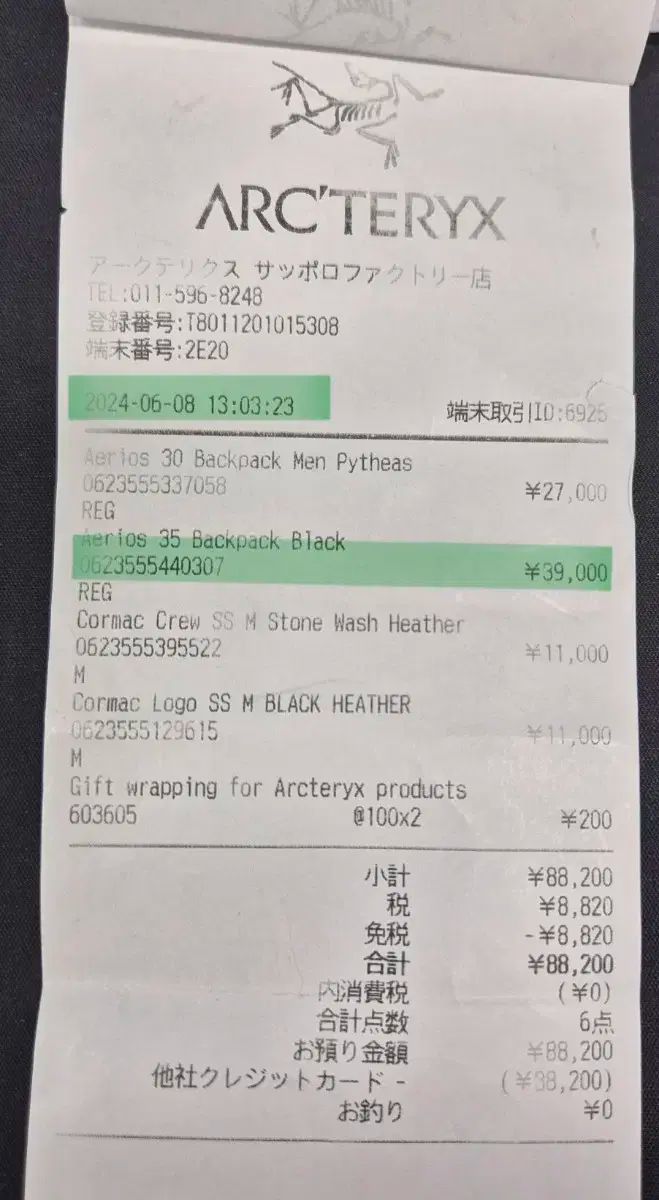 ARC'TERYX
アークテリクス サッポロファクトリー店
TEL:011-596-8248
登録番号:T8011201015308
端末番号:2E20
2024-06-08 13:03:23 端末取引ID:6925
Aerios 30 Backpack Men Pytheas
0623555337058 ¥27,000
REG
Aerios 35 Backpack Black
0623555440307 ¥39,000
REG
Cormac Crew SS M Stone Wash Heather
0623555395522 ¥11,000
M
Cormac Logo SS M BLACK HEATHER
0623555129615 ¥11,000
M
Gift wrapping for Arcteryx products
603605 @100x2 ¥200
小計 ¥88,200
税 ¥8,820
免税 -¥8,820
合計 ¥88,200
内消費税 (¥0)
合計点数 6点
お預り金額 ¥88,200
他社クレジットカード - (¥38,200)
お釣り ¥0